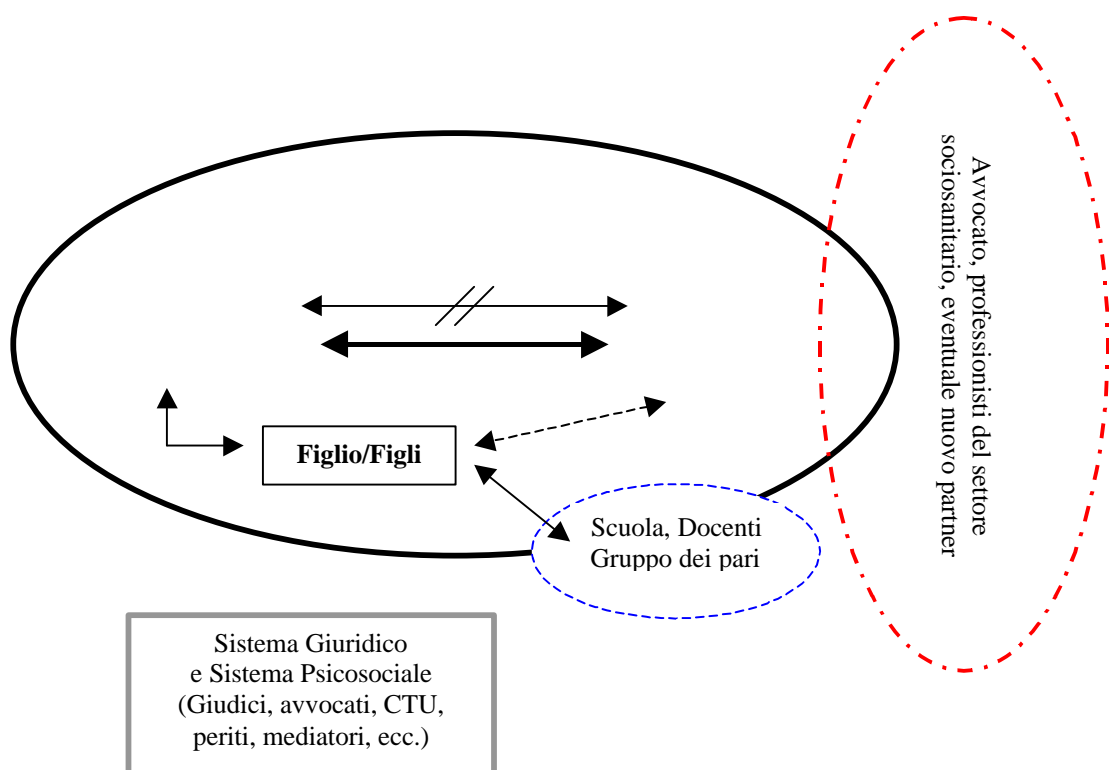 Avvocato, professionisti del settore
sociosanitario, eventuale nuovo partner
Figlio/Figli
Scuola, Docenti
Gruppo dei pari
Sistema Giuridico
e Sistema Psicosociale
(Giudici, avvocati, CTU,
periti, mediatori, ecc.)